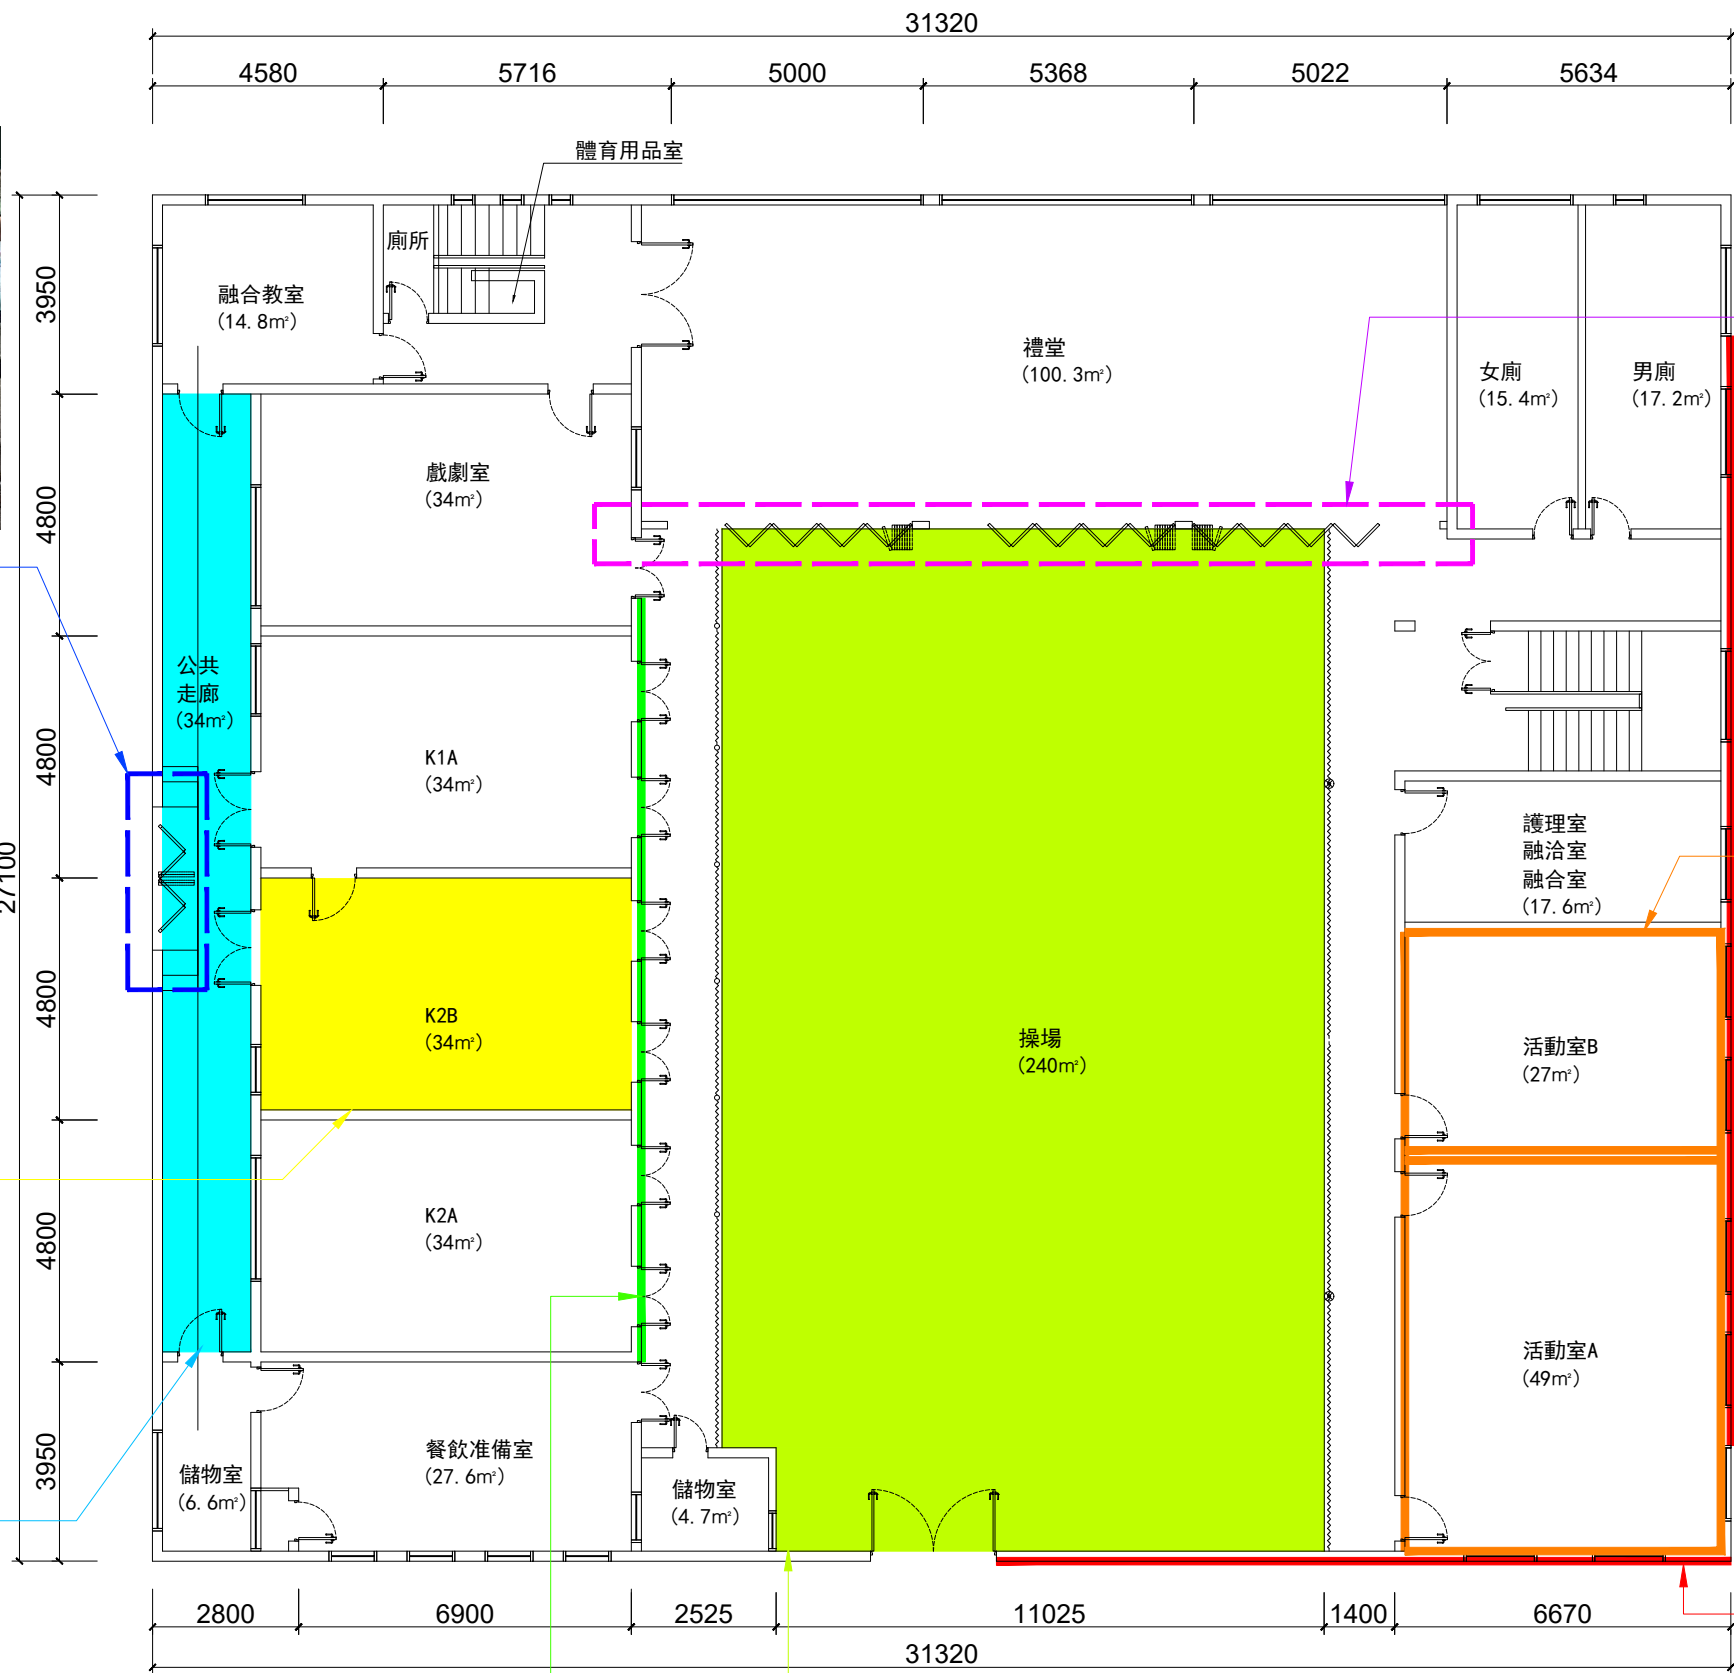 31320
4580 5716 5000 5368 5022 5634
體育用品室
廁所
融合教室
(14.8㎡)
禮堂
(100.3㎡)
女廁
(15.4㎡)
男廁
(17.2㎡)
戲劇室
(34㎡)
公共
走廊
(34㎡)
K1A
(34㎡)
護理室
融洽室
融合室
(17.6㎡)
K2B
(34㎡)
操場
(240㎡)
活動室B
(27㎡)
K2A
(34㎡)
活動室A
(49㎡)
餐飲准備室
(27.6㎡)
儲物室
(6.6㎡)
儲物室
(4.7㎡)
3950
4800
4800
4800
4800
3950
27100
2800 6900 2525 11025 1400 6670
31320